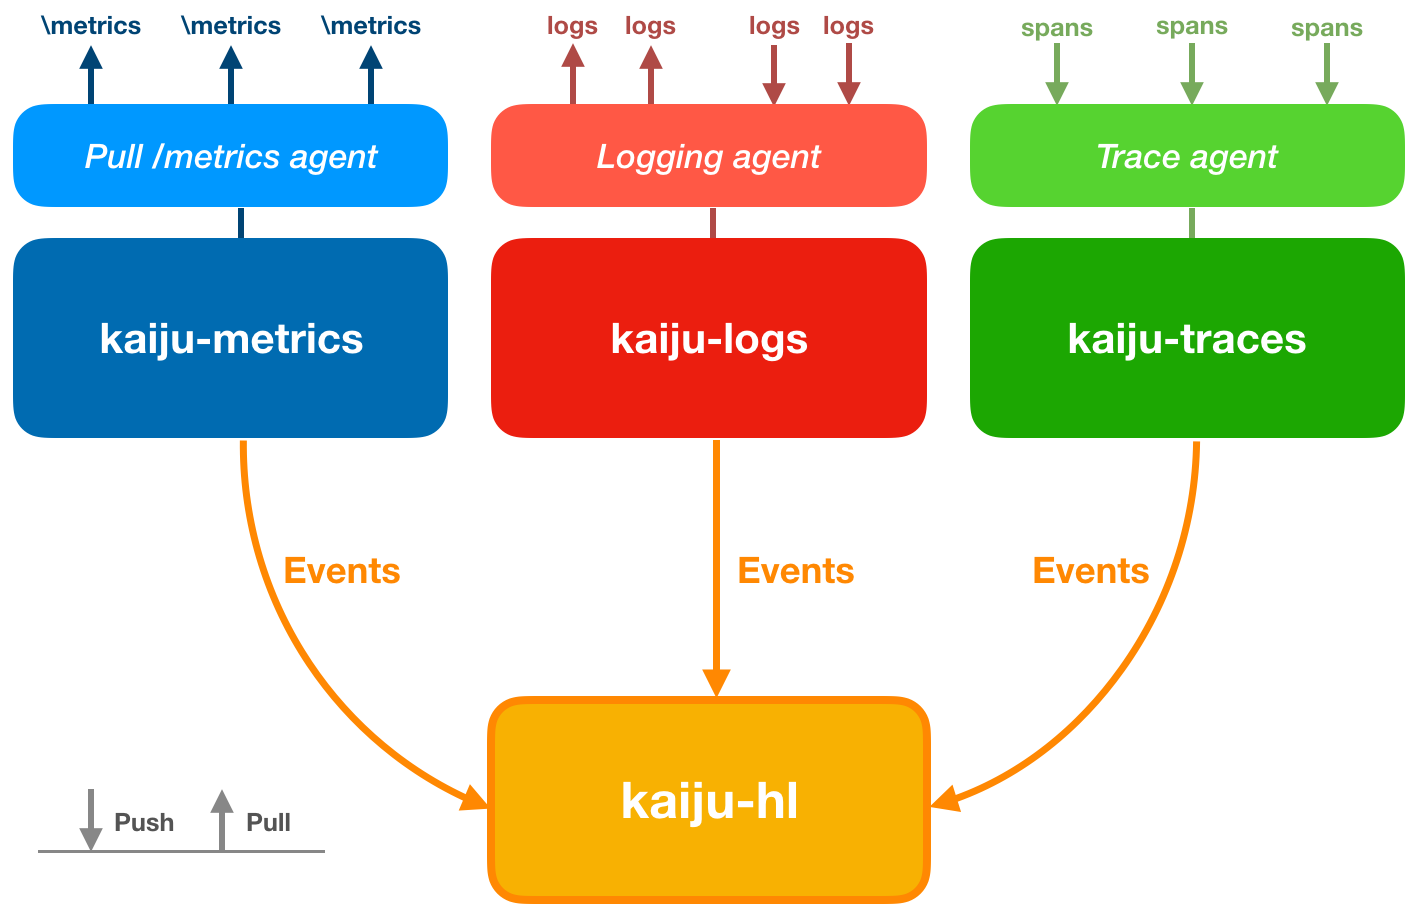 \metrics \metrics \metrics logs logs logs logs spans spans spans
Pull /metrics agent
Logging agent
Trace agent
kaiju-metrics
kaiju-logs
kaiju-traces
Events
Events
Events
kaiju-hl
Push
Pull